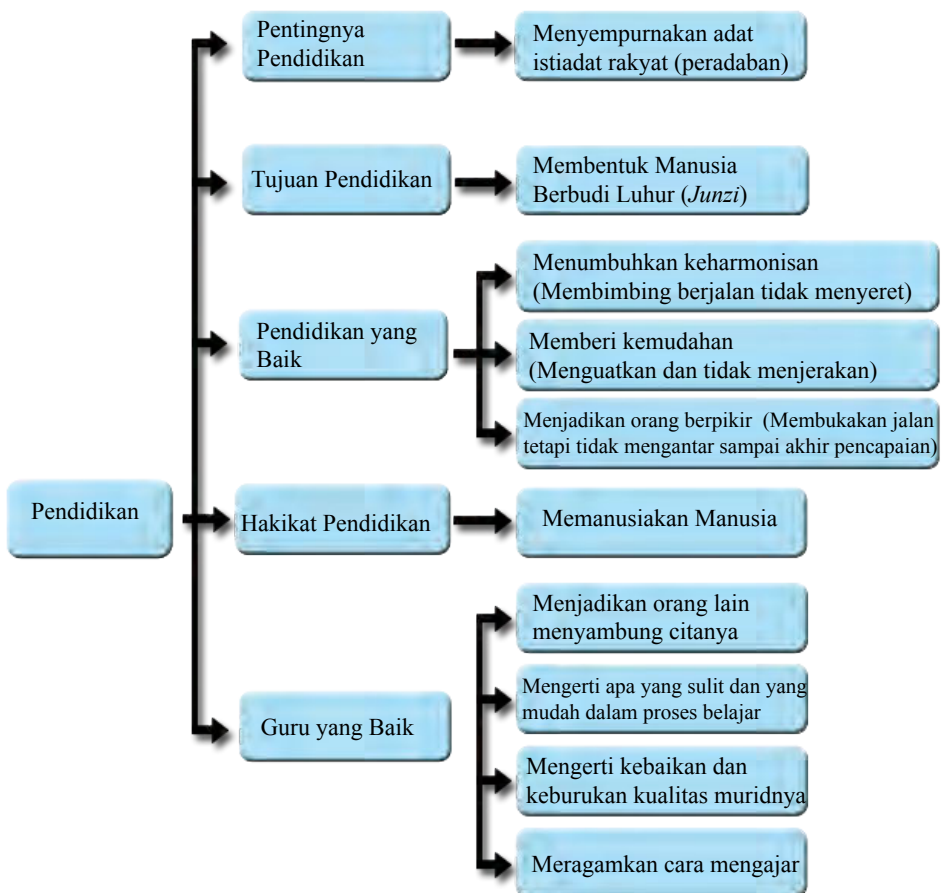 Pentingnya
Pendidikan
Menyempurnakan adat
istiadat rakyat (peradaban)
Tujuan Pendidikan
Membentuk Manusia
Berbudi Luhur (Junzi)
Pendidikan yang
Baik
Menumbuhkan keharmonisan
(Membimbing berjalan tidak menyeret)
Memberi kemudahan
(Menguatkan dan tidak menjerakan)
Menjadikan orang berpikir (Membukakan jalan
tetapi tidak mengantar sampai akhir pencapaian)
Pendidikan
Hakikat Pendidikan
Memanusiakan Manusia
Guru yang Baik
Menjadikan orang lain
menyambung citanya
Mengerti apa yang sulit dan yang
mudah dalam proses belajar
Mengerti kebaikan dan
keburukan kualitas muridnya
Meragamkan cara mengajar